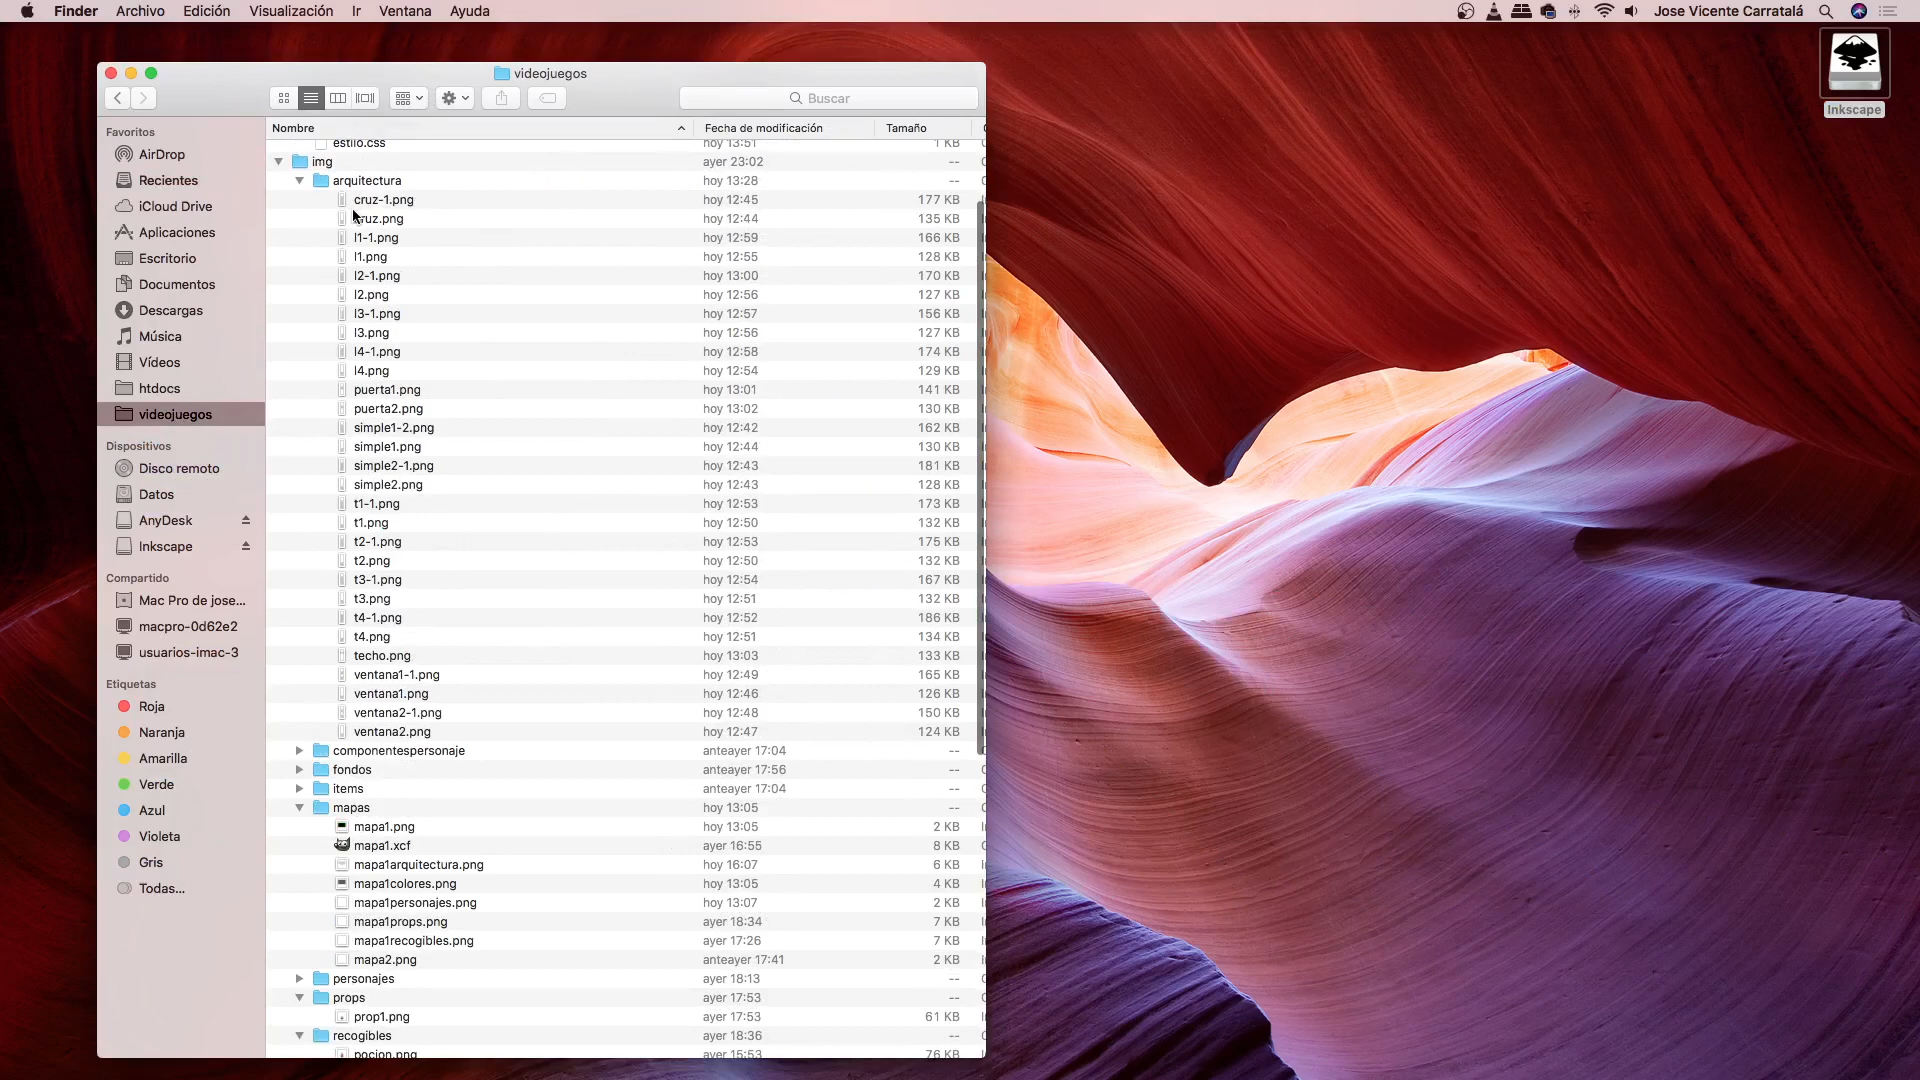 Finder Archivo Edición Visualización Ir Ventana Ayuda Jose Vicente Carratalá
Inkscape
videojuegos
Buscar
Nombre Fecha de modificación Tamaño
Favoritos
AirDrop
Recientes
iCloud Drive
Aplicaciones
Escritorio
Documentos
Descargas
Música
Vídeos
htdocs
videojuegos
Dispositivos
Disco remoto
Datos
AnyDesk
Inkscape
Compartido
Mac Pro de jose...
macpro-0d62e2
usuarios-imac-3
Etiquetas
Roja
Naranja
Amarilla
Verde
Azul
Violeta
Gris
Todas...
estilo.css hoy 13:51 1 KB
img ayer 23:02 --
arquitectura hoy 13:28 --
cruz-1.png hoy 12:45 177 KB
cruz.png hoy 12:44 135 KB
l1-1.png hoy 12:59 166 KB
l1.png hoy 12:55 128 KB
l2-1.png hoy 13:00 170 KB
l2.png hoy 12:56 127 KB
l3-1.png hoy 12:57 156 KB
l3.png hoy 12:56 127 KB
l4-1.png hoy 12:58 174 KB
l4.png hoy 12:54 129 KB
puerta1.png hoy 13:01 141 KB
puerta2.png hoy 13:02 130 KB
simple1-2.png hoy 12:42 162 KB
simple1.png hoy 12:44 130 KB
simple2-1.png hoy 12:43 181 KB
simple2.png hoy 12:43 128 KB
t1-1.png hoy 12:53 173 KB
t1.png hoy 12:50 132 KB
t2-1.png hoy 12:53 175 KB
t2.png hoy 12:50 132 KB
t3-1.png hoy 12:54 167 KB
t3.png hoy 12:51 132 KB
t4-1.png hoy 12:52 186 KB
t4.png hoy 12:51 134 KB
techo.png hoy 13:03 133 KB
ventana1-1.png hoy 12:49 165 KB
ventana1.png hoy 12:46 126 KB
ventana2-1.png hoy 12:48 150 KB
ventana2.png hoy 12:47 124 KB
componentespersonaje anteayer 17:04 --
fondos anteayer 17:56 --
items anteayer 17:04 --
mapas hoy 13:05 --
mapa1.png hoy 13:05 2 KB
mapa1.xcf ayer 16:55 8 KB
mapa1arquitectura.png hoy 16:07 6 KB
mapa1colores.png hoy 13:05 4 KB
mapa1personajes.png hoy 13:07 2 KB
mapa1props.png ayer 18:34 7 KB
mapa1recogibles.png ayer 17:26 7 KB
mapa2.png anteayer 17:41 2 KB
personajes ayer 18:13 --
props ayer 17:53 --
prop1.png ayer 17:53 61 KB
recogibles ayer 18:36 --
pocion.png ayer 15:53 76 KB